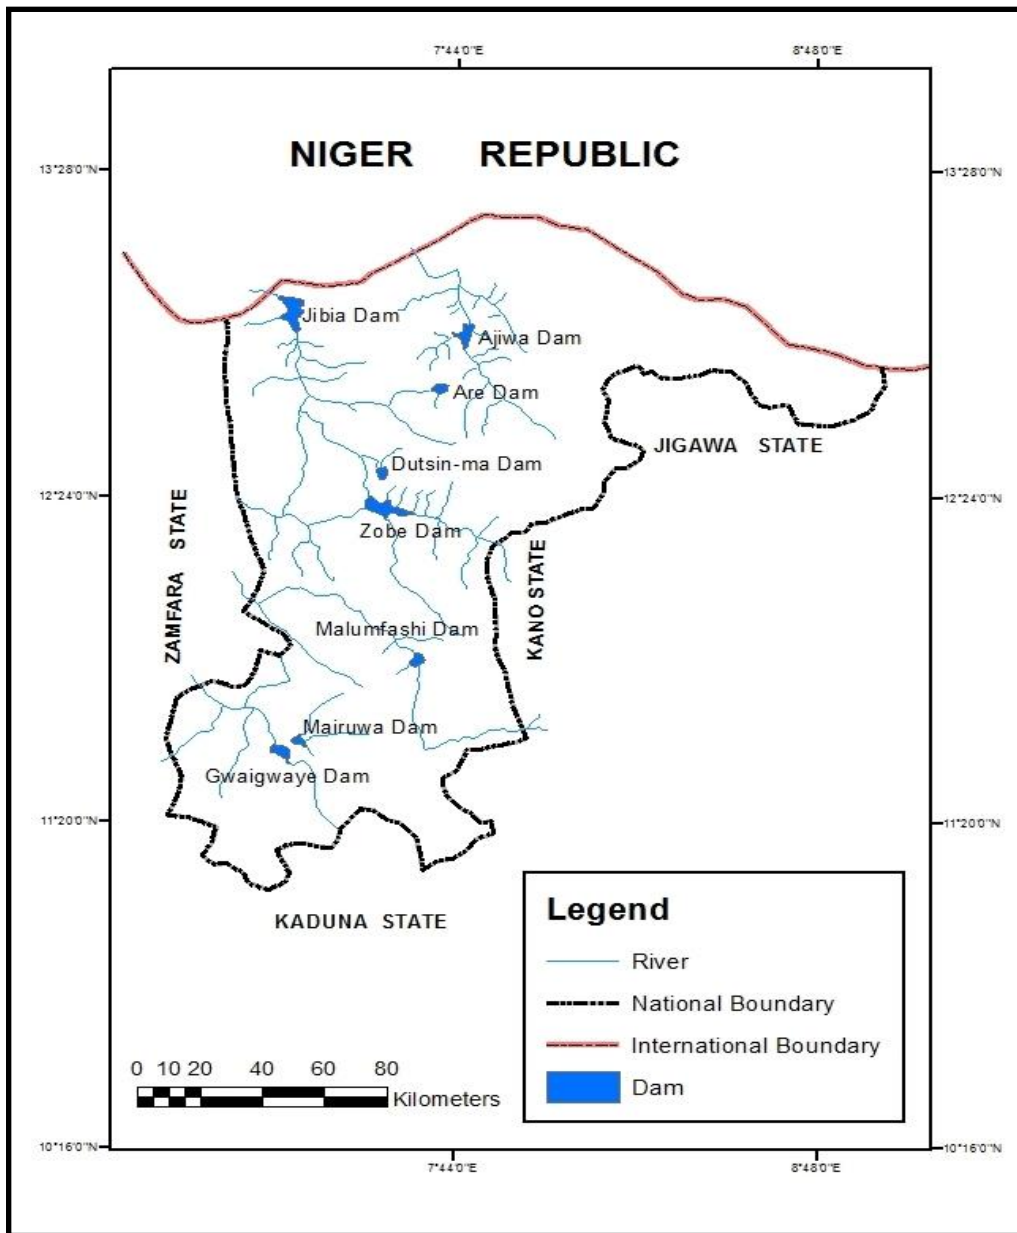 7°44'0"E
8°48'0"E
NIGER REPUBLIC
13°28'0"N
13°28'0"N
Jibia Dam
Ajiwa Dam
Are Dam
JIGAWA STATE
Dutsin-ma Dam
12°24'0"N
12°24'0"N
Zobe Dam
ZAMFARA STATE
KANO STATE
Malumfashi Dam
Mairuwa Dam
Gwaigwaye Dam
11°20'0"N
11°20'0"N
KADUNA STATE
Legend
River
National Boundary
International Boundary
Dam
0 10 20 40 60 80
Kilometers
10°16'0"N
10°16'0"N
7°44'0"E
8°48'0"E